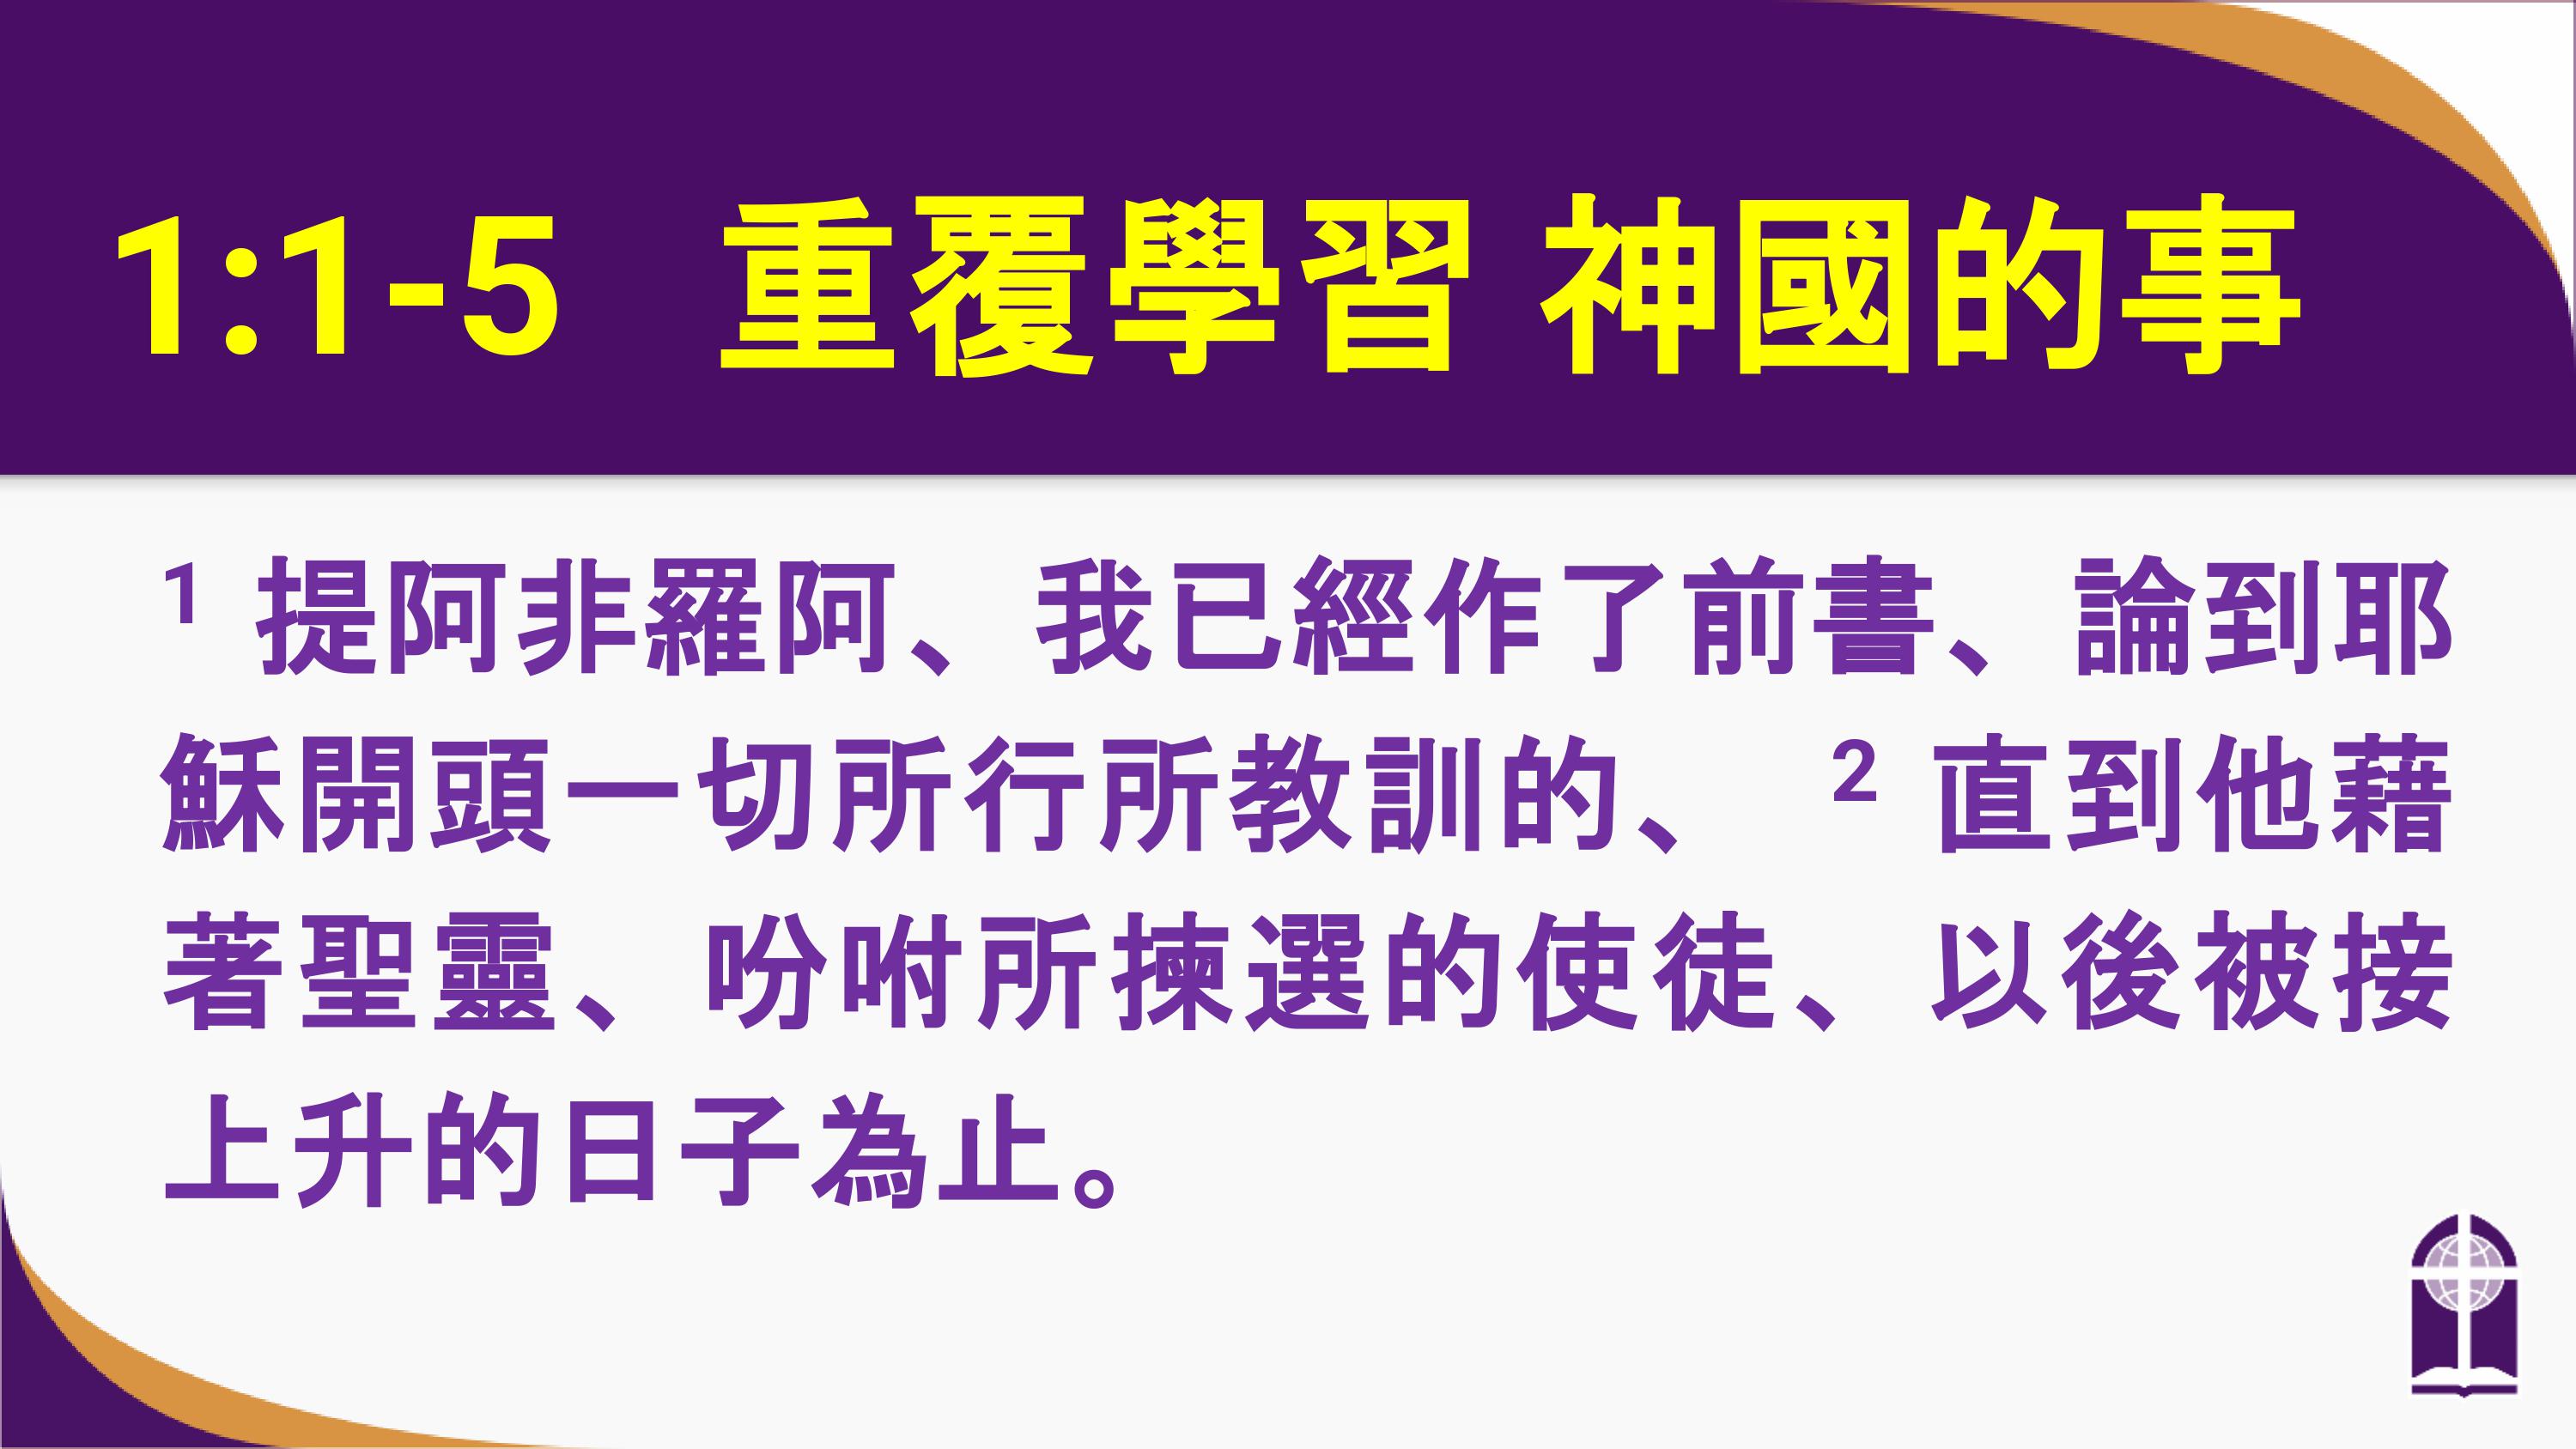 1:1-5 重覆學習 神國的事
1 提阿非羅阿、我已經作了前書、論到耶
穌開頭一切所行所教訓的、 2 直到他藉
著聖靈、吩咐所揀選的使徒、以後被接
上升的日子為止。